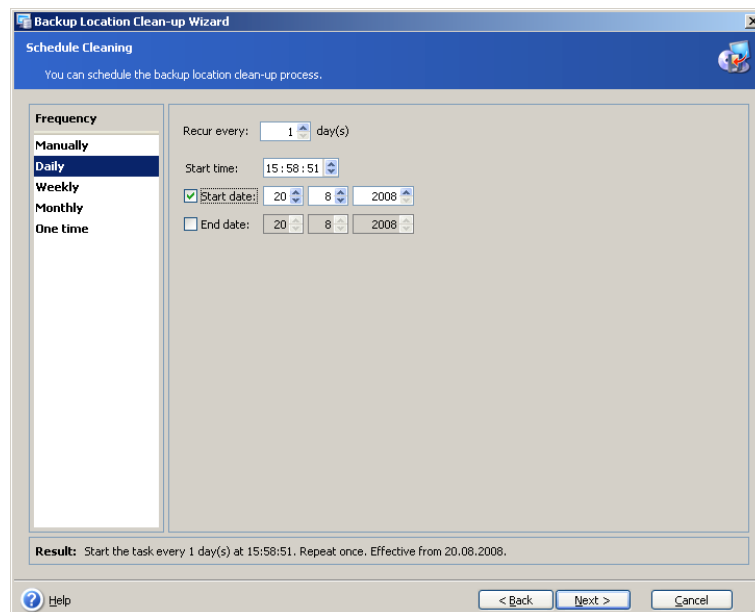 Backup Location Clean-up Wizard
Schedule Cleaning
You can schedule the backup location clean-up process.
Frequency
Manually
Daily
Weekly
Monthly
One time
Recur every: 1 day(s)
Start time: 15:58:51
Start date: 20 8 2008
End date: 20 8 2008
Result: Start the task every 1 day(s) at 15:58:51. Repeat once. Effective from 20.08.2008.
Help
< Back
Next >
Cancel